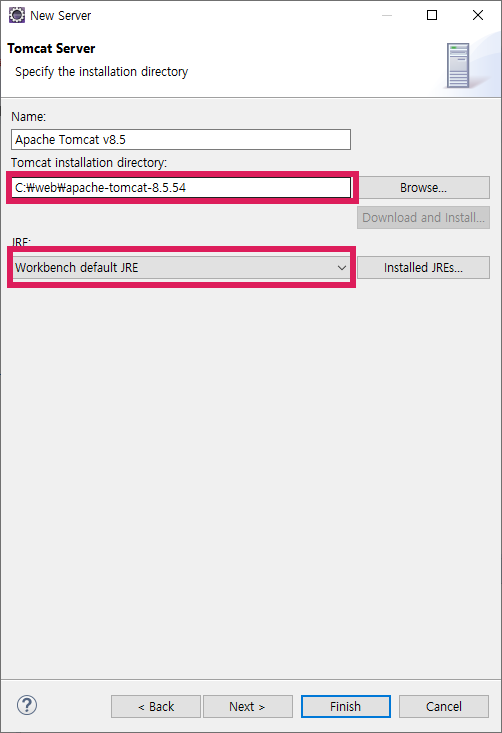 New Server
Tomcat Server
Specify the installation directory
Name:
Apache Tomcat v8.5
Tomcat installation directory:
C:₩web₩apache-tomcat-8.5.54
Browse...
Download and Install...
JRE:
Workbench default JRE
Installed JREs...
?
< Back
Next >
Finish
Cancel